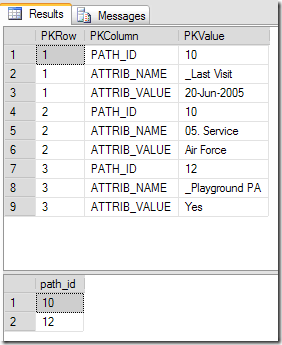 Results Messages
PKRow PKColumn PKValue
1 1 PATH_ID 10
2 1 ATTRIB_NAME _Last Visit
3 1 ATTRIB_VALUE 20-Jun-2005
4 2 PATH_ID 10
5 2 ATTRIB_NAME 05. Service
6 2 ATTRIB_VALUE Air Force
7 3 PATH_ID 12
8 3 ATTRIB_NAME _Playground PA
9 3 ATTRIB_VALUE Yes
path_id
1 10
2 12